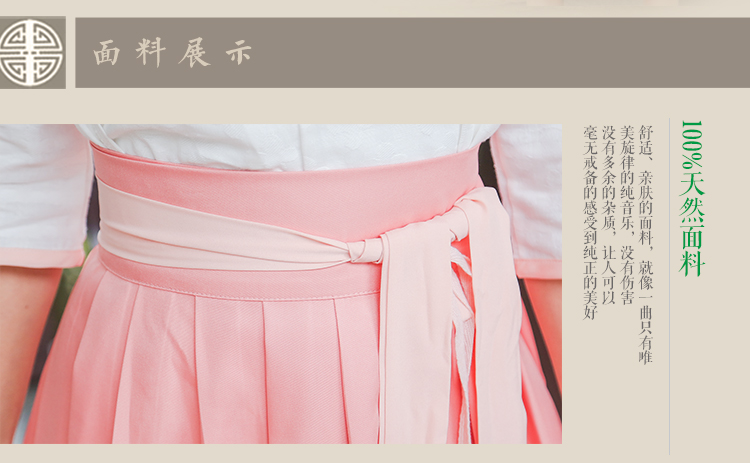 面料展示
100%天然面料
舒适、亲肤的面料，就像一曲只有唯
美旋律的纯音乐，没有伤害
没有多余的杂质，让人可以
毫无戒备的感受到纯正的美好